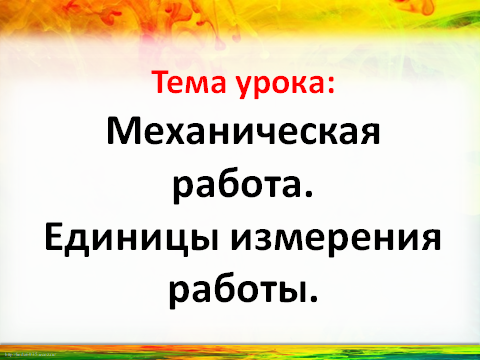 Тема урока:
Механическая
работа.
Единицы измерения
работы.